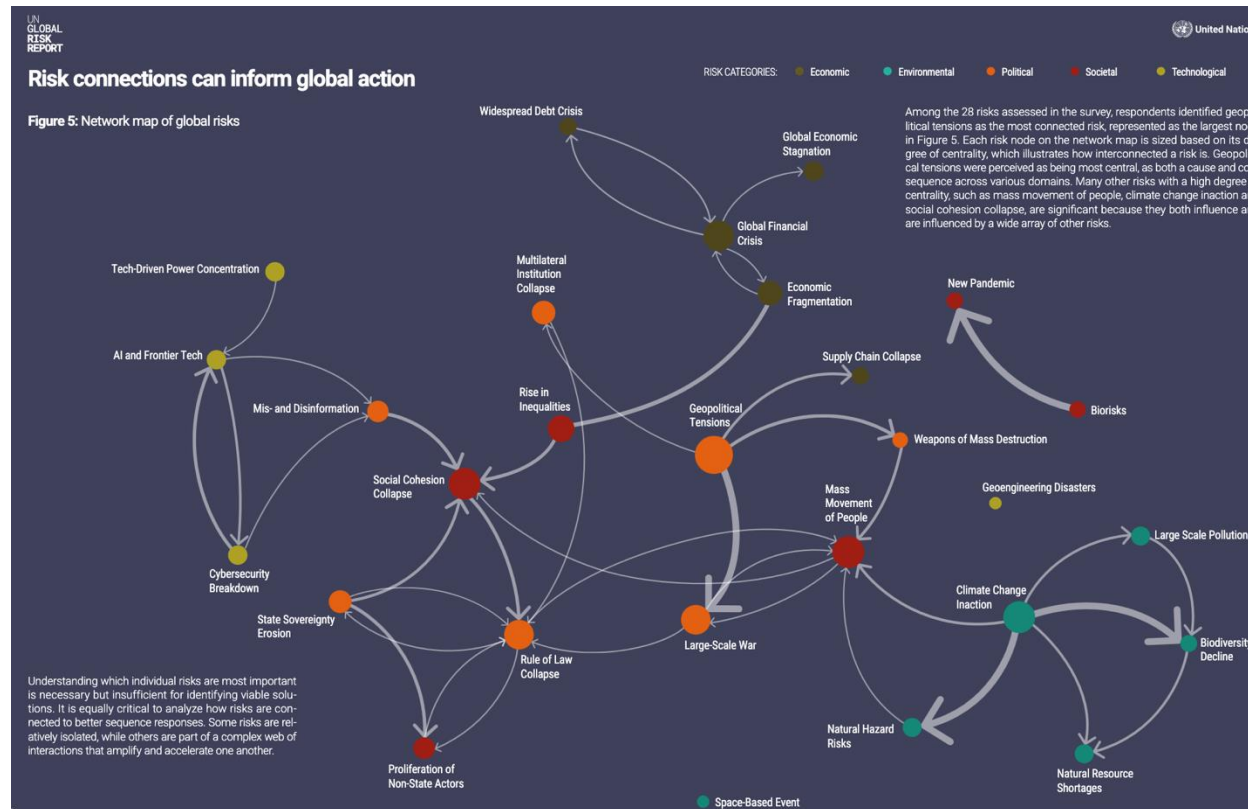 UN
GLOBAL
RISK
REPORT
United Natio
Risk connections can inform global action
RISK CATEGORIES: Economic Environmental Political Societal Technological
Figure 5: Network map of global risks
Among the 28 risks assessed in the survey, respondents identified geopo
litical tensions as the most connected risk, represented as the largest nod
in Figure 5. Each risk node on the network map is sized based on its d
gree of centrality, which illustrates how interconnected a risk is. Geopoli
cal tensions were perceived as being most central, as both a cause and co
sequence across various domains. Many other risks with a high degree
centrality, such as mass movement of people, climate change inaction a
social cohesion collapse, are significant because they both influence a
are influenced by a wide array of other risks.
Widespread Debt Crisis
Global Economic
Stagnation
Global Financial
Crisis
Multilateral
Institution
Collapse
Economic
Fragmentation
Tech-Driven Power Concentration
New Pandemic
AI and Frontier Tech
Supply Chain Collapse
Mis- and Disinformation
Rise in
Inequalities
Geopolitical
Tensions
Biorisks
Weapons of Mass Destruction
Social Cohesion
Collapse
Mass
Movement
of People
Geoengineering Disasters
Large Scale Pollution
Cybersecurity
Breakdown
Climate Change
Inaction
State Sovereignty
Erosion
Rule of Law
Collapse
Large-Scale War
Biodiversity
Decline
Understanding which individual risks are most important
is necessary but insufficient for identifying viable solu-
tions. It is equally critical to analyze how risks are con-
nected to better sequence responses. Some risks are rel-
atively isolated, while others are part of a complex web of
interactions that amplify and accelerate one another.
Natural Hazard
Risks
Proliferation of
Non-State Actors
Natural Resource
Shortages
Space-Based Event